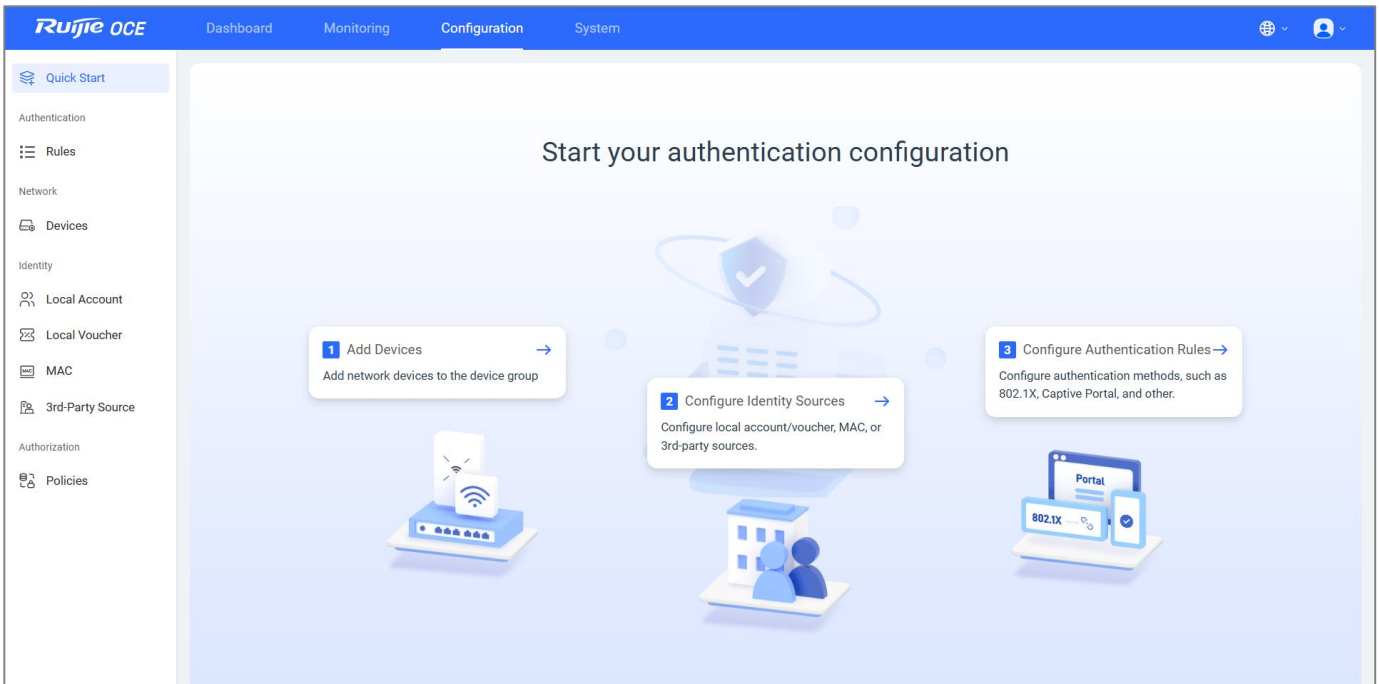 Ruijie OCE
Dashboard
Monitoring
Configuration
System
Quick Start
Authentication
Rules
Network
Devices
Identity
Local Account
Local Voucher
MAC
MAC
3rd-Party Source
Authorization
Policies
Start your authentication configuration
1 Add Devices
Add network devices to the device group
2 Configure Identity Sources
Configure local account/voucher, MAC, or
3rd-party sources.
3 Configure Authentication Rules
Configure authentication methods, such as
802.1X, Captive Portal, and other.
Portal
802.1X